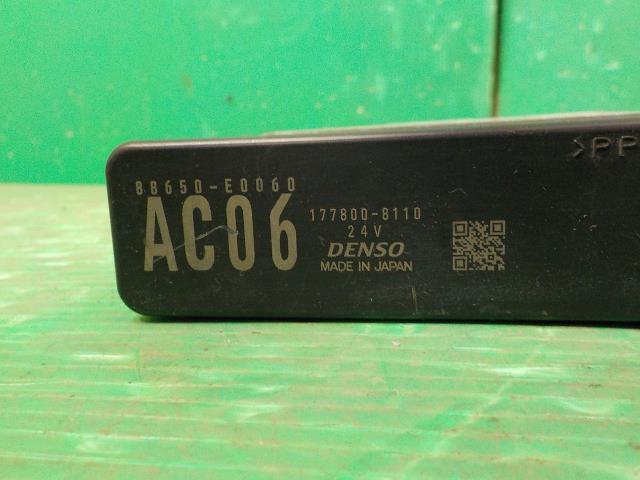 >PP
88650-E0060
AC06
177800-8110
24V
DENSO
MADE IN JAPAN